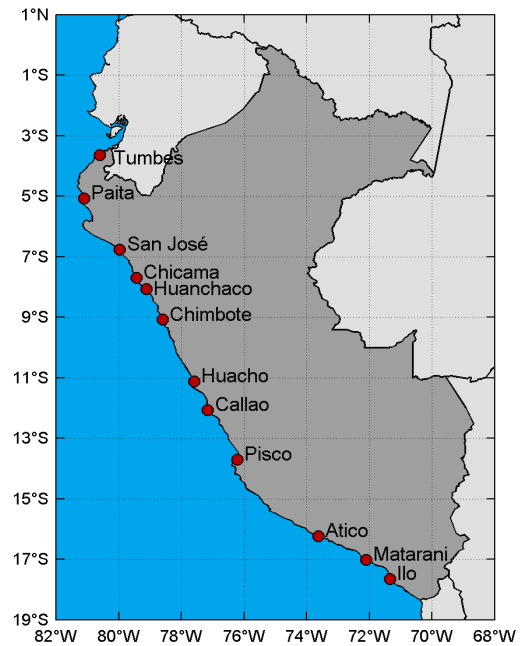 1°N
1°S
3°S
Tumbes
5°S
Paita
7°S
San José
Chicama
Huanchaco
9°S
Chimbote
11°S
Huacho
Callao
13°S
Pisco
15°S
Atico
17°S
Matarani
Ilo
19°S
82°W 80°W 78°W 76°W 74°W 72°W 70°W 68°W